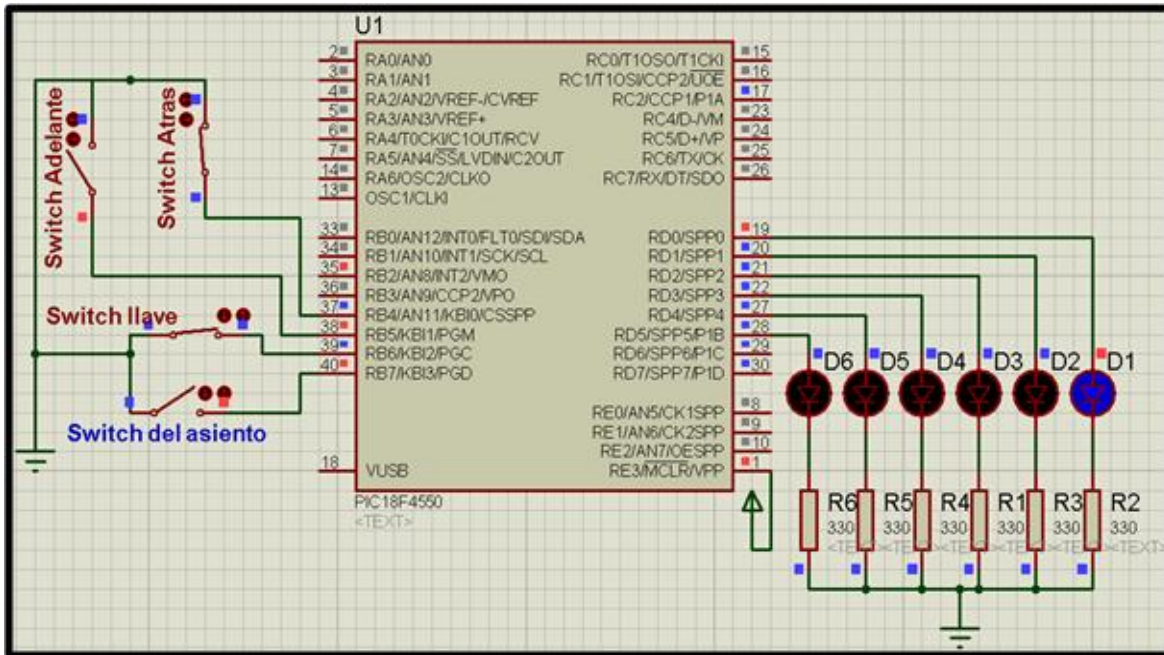 U1
2
RA0/AN0
3
RA1/AN1
4
RA2/AN2/VREF-/CVREF
5
RA3/AN3/VREF+
6
RA4/T0CKI/C1OUT/RCV
7
RA5/AN4/SS/LVDIN/C2OUT
14
RA6/OSC2/CLKO
13
OSC1/CLKI
33
RB0/AN12/INT0/FLT0/SDI/SDA
34
RB1/AN10/INT1/SCK/SCL
35
RB2/AN8/INT2/VMO
36
RB3/AN9/CCP2/VPO
37
RB4/AN11/KBI0/CSSPP
38
RB5/KBI1/PGM
39
RB6/KBI2/PGC
40
RB7/KBI3/PGD
18
VUSB
RC0/T1OSO/T1CKI
15
RC1/T1OSI/CCP2/UOE
16
RC2/CCP1/P1A
17
RC4/D-/VM
23
RC5/D+/VP
24
RC6/TX/CK
25
RC7/RX/DT/SDO
26
RD0/SPP0
19
RD1/SPP1
20
RD2/SPP2
21
RD3/SPP3
22
RD4/SPP4
27
RD5/SPP5/P1B
28
RD6/SPP6/P1C
29
RD7/SPP7/P1D
30
RE0/AN5/CK1SPP
8
RE1/AN6/CK2SPP
9
RE2/AN7/OESPP
10
RE3/MCLR/VPP
1
PIC18F4550
<TEXT>
Switch Adelante
Switch Atras
Switch llave
Switch del asiento
D6
D5
D4
D3
D2
D1
R6
330
<TEXT>
R5
330
<TEXT>
R4
330
<TEXT>
R1
330
<TEXT>
R3
330
<TEXT>
R2
330
<TEXT>